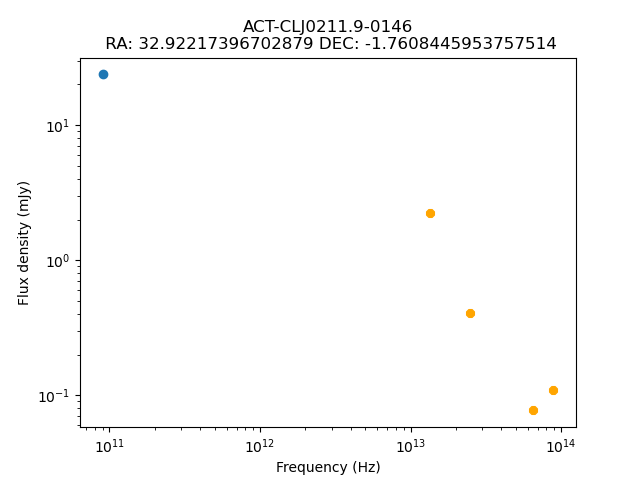 ACT-CLJ0211.9-0146
RA: 32.92217396702879 DEC: -1.7608445953757514
Flux density (mJy)
10¹
10⁰
10⁻¹
10¹¹
10¹²
10¹³
10¹⁴
Frequency (Hz)